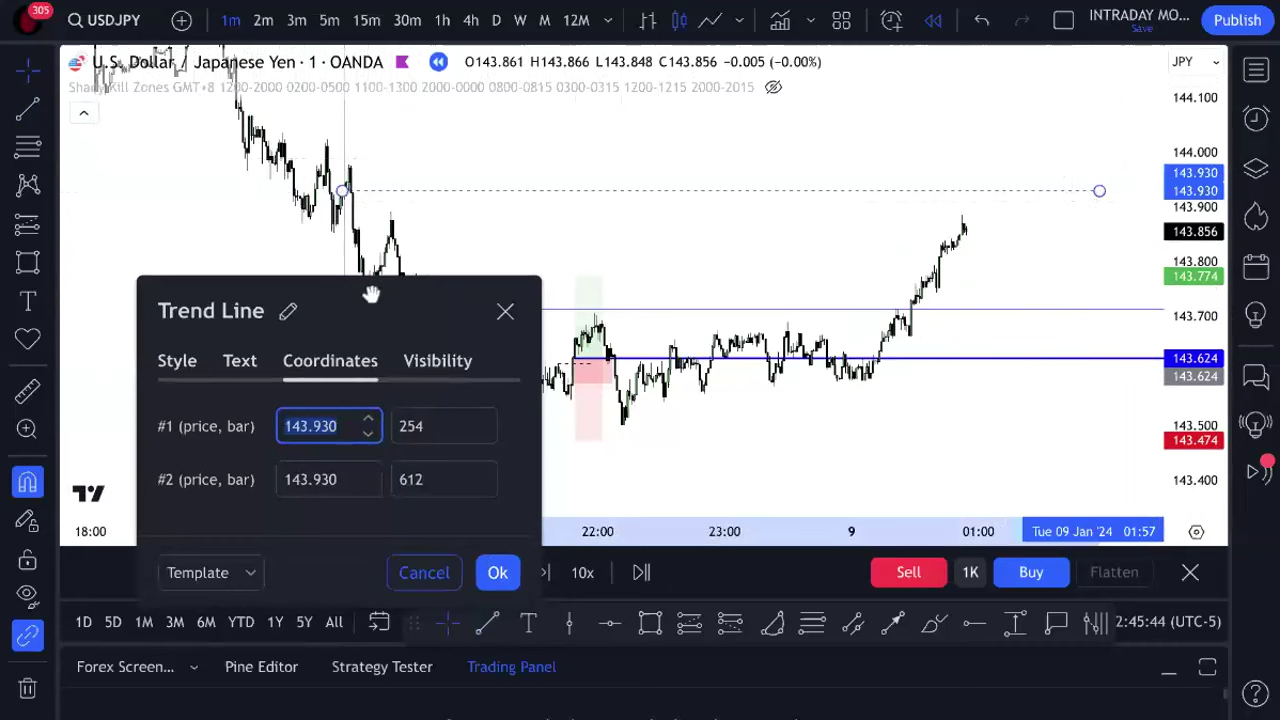 305
USDJPY
1m 2m 3m 5m 15m 30m 1h 4h D W M 12M
INTRADAY MO...
Save
Publish
U.S. Dollar / Japanese Yen · 1 · OANDA
O143.861 H143.866 L143.848 C143.856 −0.005 (−0.00%)
JPY
Shady Kill Zones GMT+8 1200-2000 0200-0500 1100-1300 2000-0000 0800-0815 0300-0315 1200-1215 2000-2015
144.100
144.000
143.930
143.930
143.900
143.856
143.800
143.774
143.700
143.624
143.624
143.500
143.474
143.400
Trend Line
Style Text Coordinates Visibility
#1 (price, bar) 143.930 254
#2 (price, bar) 143.930 612
Template Cancel Ok
18:00 22:00 23:00 9 01:00 Tue 09 Jan '24 01:57
10x Sell 1K Buy Flatten
1D 5D 1M 3M 6M YTD 1Y 5Y All
2:45:44 (UTC-5)
Forex Screen... Pine Editor Strategy Tester Trading Panel